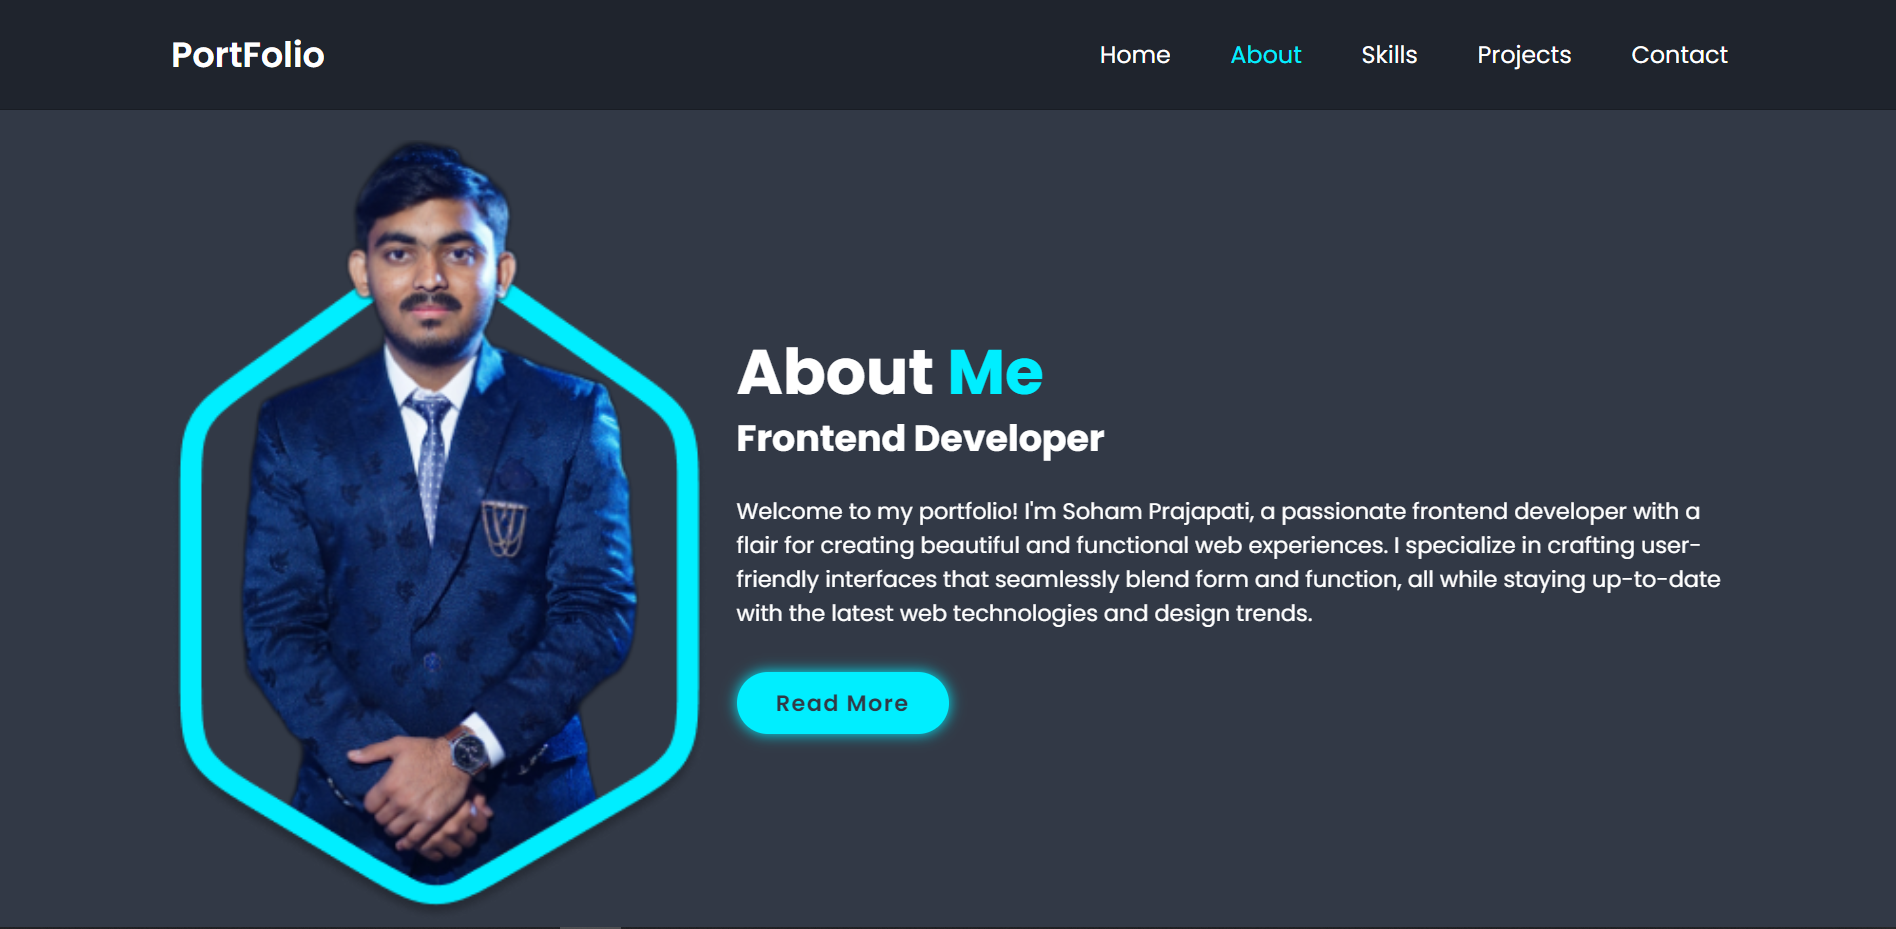 PortFolio
Home About Skills Projects Contact
About Me
Frontend Developer
Welcome to my portfolio! I'm Soham Prajapati, a passionate frontend developer with a
flair for creating beautiful and functional web experiences. I specialize in crafting user-
friendly interfaces that seamlessly blend form and function, all while staying up-to-date
with the latest web technologies and design trends.
Read More